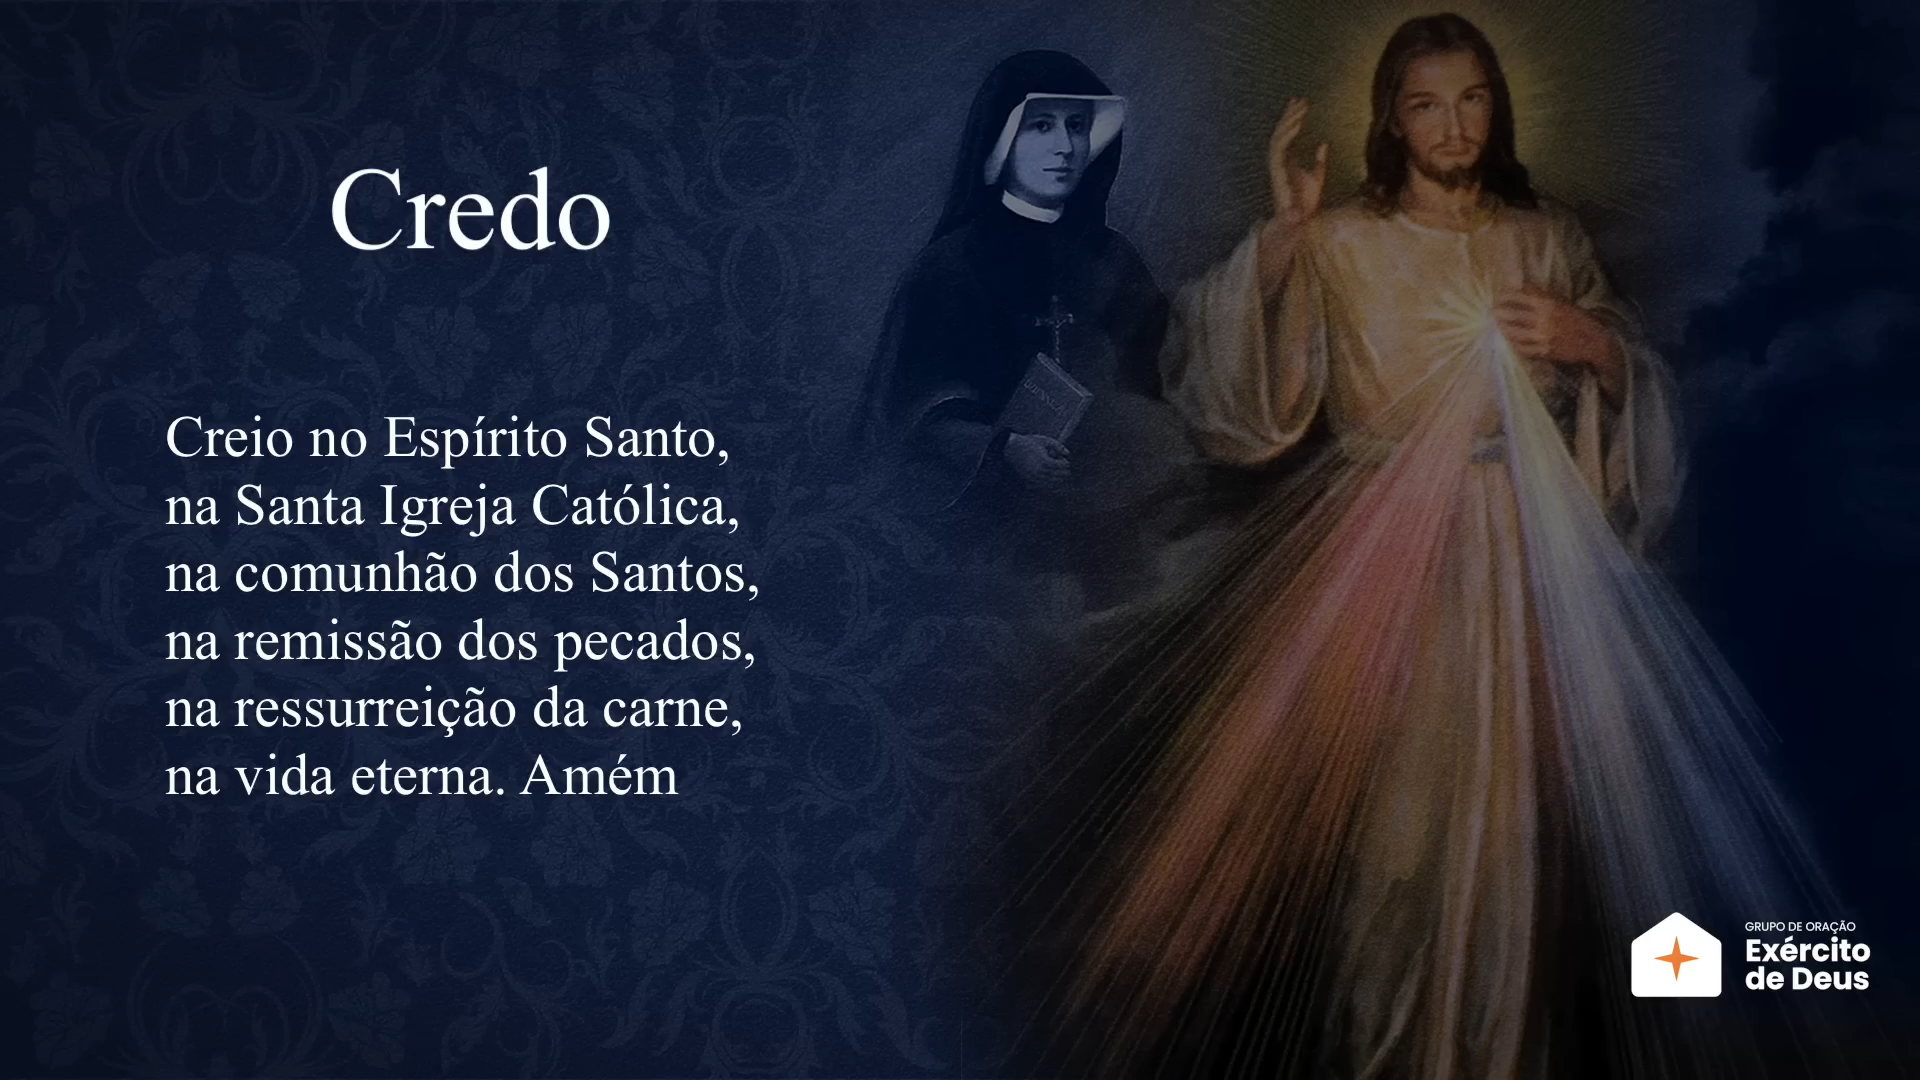 Credo
Creio no Espírito Santo,
na Santa Igreja Católica,
na comunhão dos Santos,
na remissão dos pecados,
na ressurreição da carne,
na vida eterna. Amém
GRUPO DE ORAÇÃO
Exército
de Deus